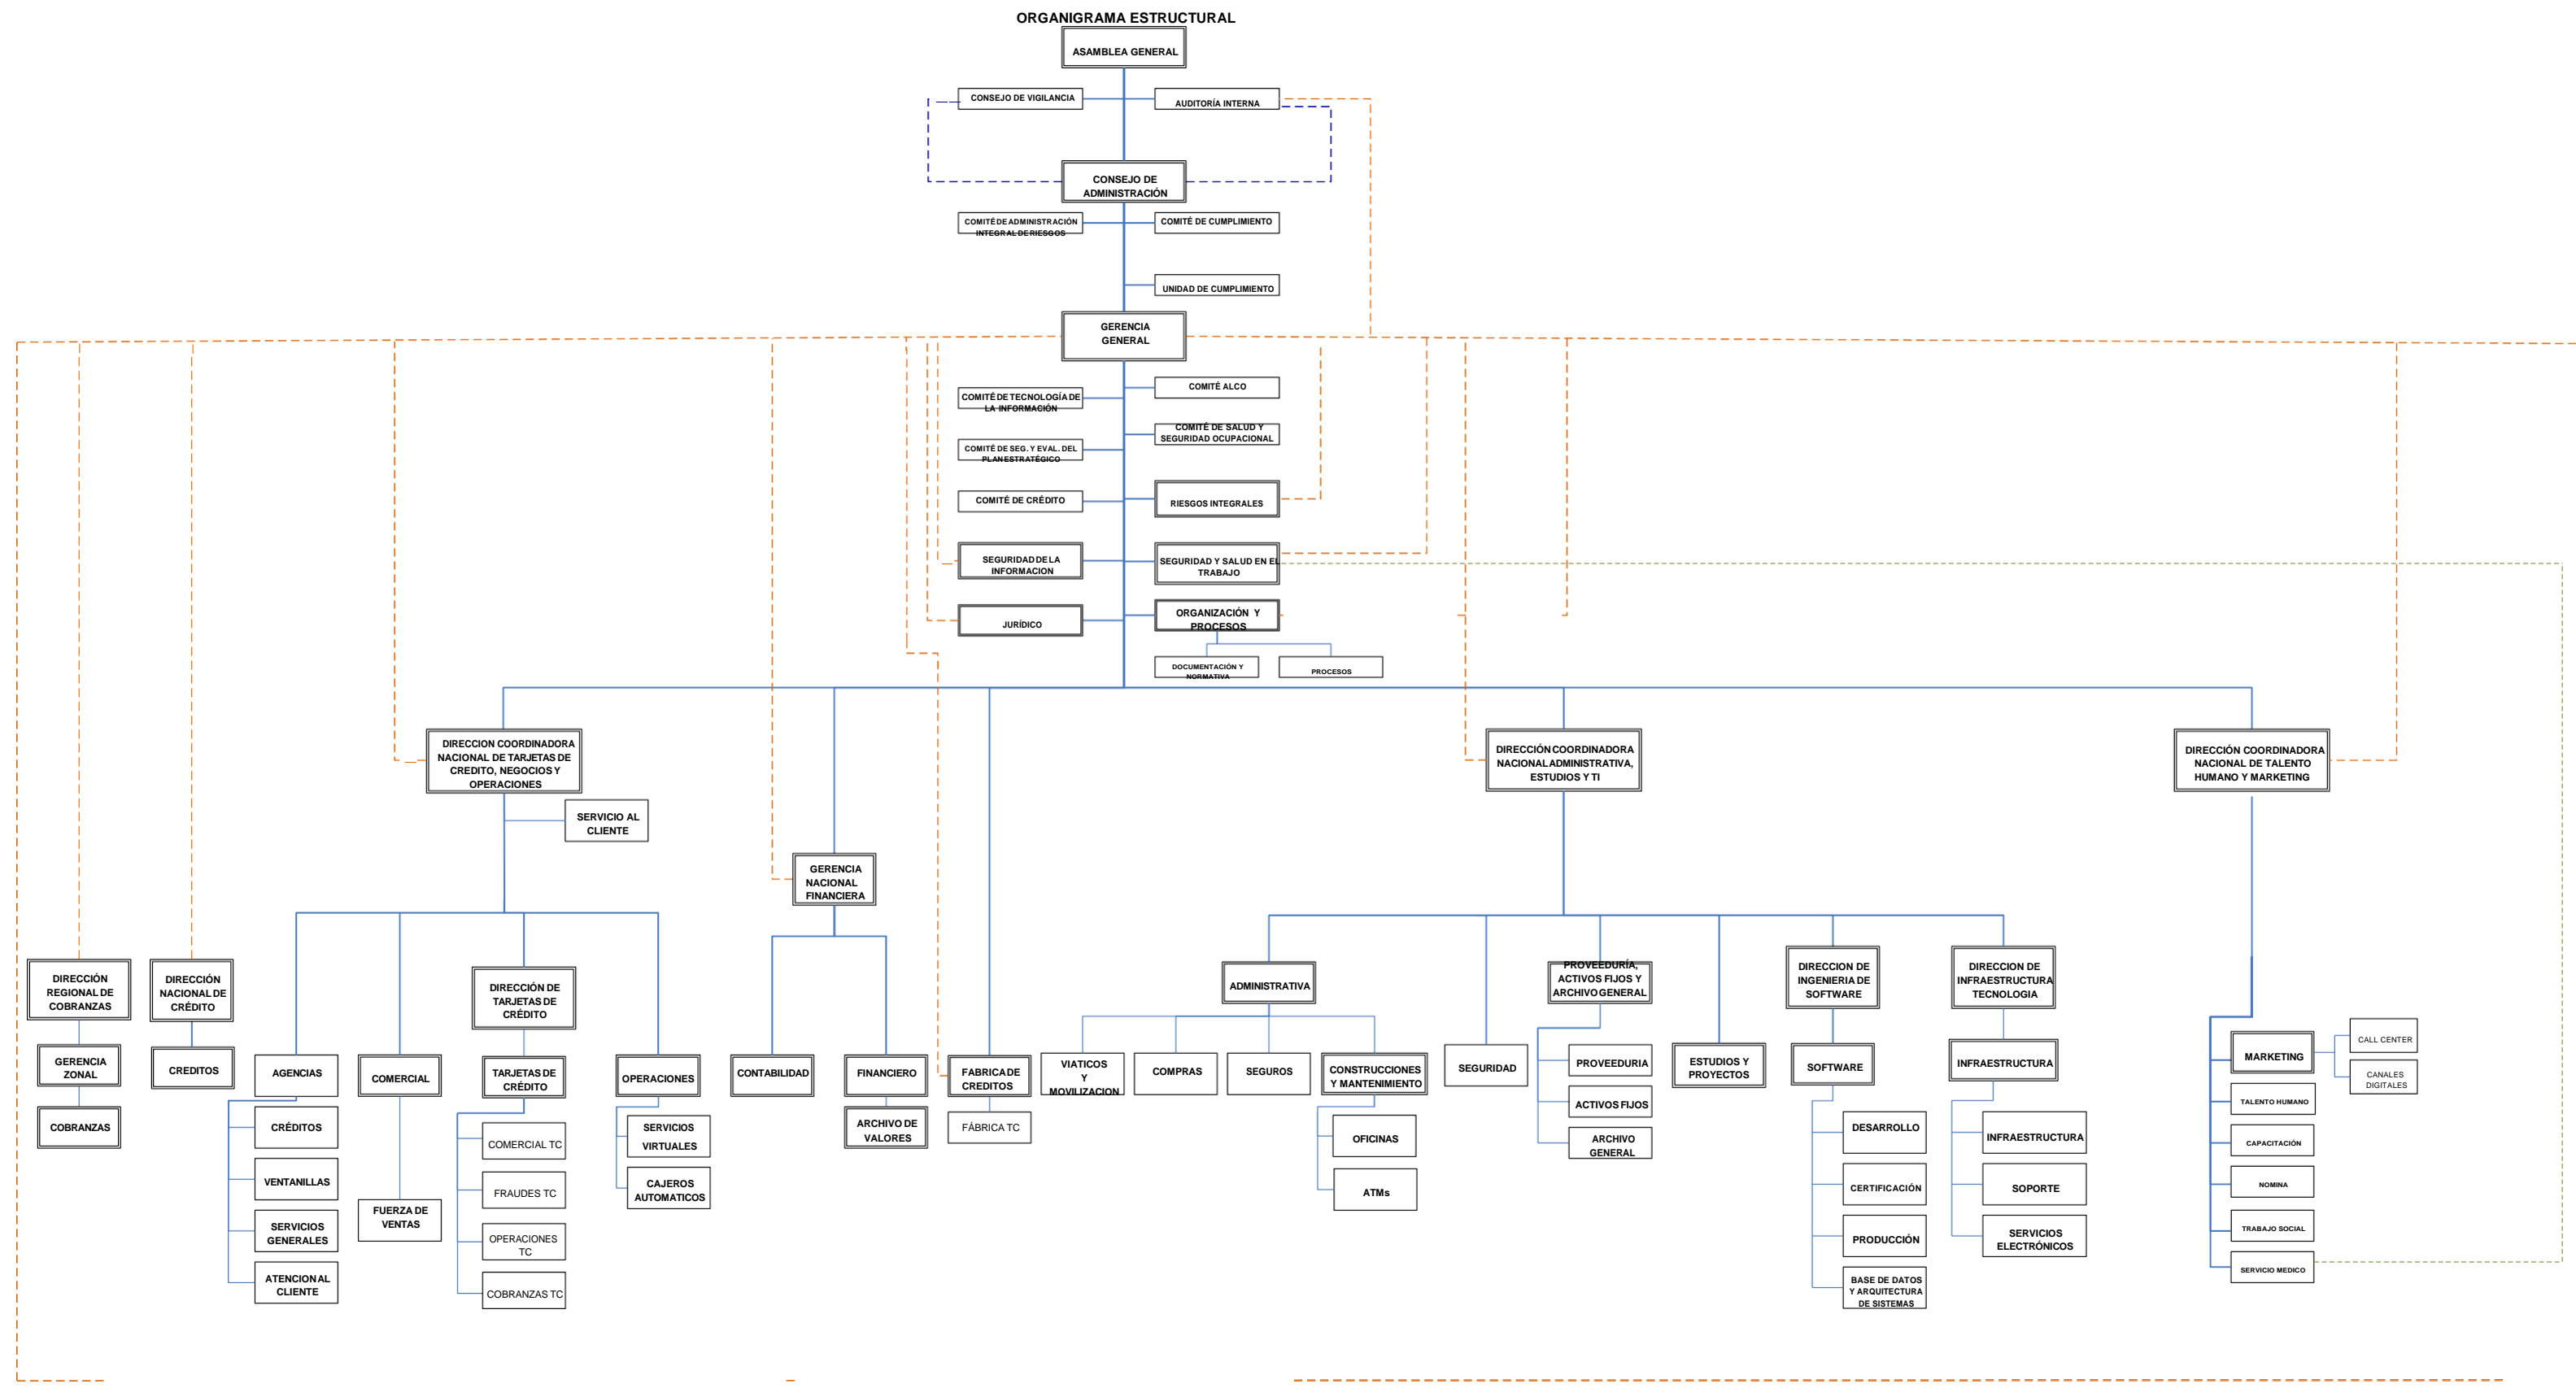 ORGANIGRAMA ESTRUCTURAL
ASAMBLEA GENERAL
CONSEJO DE VIGILANCIA
AUDITORÍA INTERNA
CONSEJO DE
ADMINISTRACIÓN
COMITÉ DE ADMINISTRACIÓN
INTEGRAL DE RIESGOS
COMITÉ DE CUMPLIMIENTO
UNIDAD DE CUMPLIMIENTO
GERENCIA
GENERAL
COMITÉ ALCO
COMITÉ DE TECNOLOGÍA DE
LA INFORMACIÓN
COMITÉ DE SALUD Y
SEGURIDAD OCUPACIONAL
COMITÉ DE SEG. Y EVAL. DEL
PLAN ESTRATÉGICO
COMITÉ DE CRÉDITO
RIESGOS INTEGRALES
SEGURIDAD DE LA
INFORMACION
SEGURIDAD Y SALUD EN EL
TRABAJO
JURÍDICO
ORGANIZACIÓN Y
PROCESOS
DOCUMENTACIÓN Y
NORMATIVA
PROCESOS
DIRECCION COORDINADORA
NACIONAL DE TARJETAS DE
CREDITO, NEGOCIOS Y
OPERACIONES
DIRECCIÓN COORDINADORA
NACIONAL ADMINISTRATIVA,
ESTUDIOS Y TI
DIRECCIÓN COORDINADORA
NACIONAL DE TALENTO
HUMANO Y MARKETING
SERVICIO AL
CLIENTE
GERENCIA
NACIONAL
FINANCIERA
DIRECCIÓN
REGIONAL DE
COBRANZAS
DIRECCIÓN
NACIONAL DE
CRÉDITO
DIRECCIÓN DE
TARJETAS DE
CRÉDITO
ADMINISTRATIVA
PROVEEDURÍA,
ACTIVOS FIJOS Y
ARCHIVO GENERAL
DIRECCION DE
INGENIERIA DE
SOFTWARE
DIRECCION DE
INFRAESTRUCTURA
TECNOLOGIA
GERENCIA
ZONAL
CREDITOS
AGENCIAS
COMERCIAL
TARJETAS DE
CRÉDITO
OPERACIONES
CONTABILIDAD
FINANCIERO
FABRICA DE
CREDITOS
VIATICOS
Y
MOVILIZACION
COMPRAS
SEGUROS
CONSTRUCCIONES
Y MANTENIMIENTO
SEGURIDAD
PROVEEDURIA
ESTUDIOS Y
PROYECTOS
SOFTWARE
INFRAESTRUCTURA
MARKETING
CALL CENTER
CANALES
DIGITALES
COBRANZAS
CRÉDITOS
VENTANILLAS
SERVICIOS
GENERALES
ATENCION AL
CLIENTE
FUERZA DE
VENTAS
COMERCIAL TC
FRAUDES TC
OPERACIONES
TC
COBRANZAS TC
SERVICIOS
VIRTUALES
CAJEROS
AUTOMATICOS
ARCHIVO DE
VALORES
FÁBRICA TC
OFICINAS
ATMs
ACTIVOS FIJOS
ARCHIVO
GENERAL
DESARROLLO
CERTIFICACIÓN
PRODUCCIÓN
BASE DE DATOS
Y ARQUITECTURA
DE SISTEMAS
INFRAESTRUCTURA
SOPORTE
SERVICIOS
ELECTRÓNICOS
TALENTO HUMANO
CAPACITACIÓN
NOMINA
TRABAJO SOCIAL
SERVICIO MEDICO